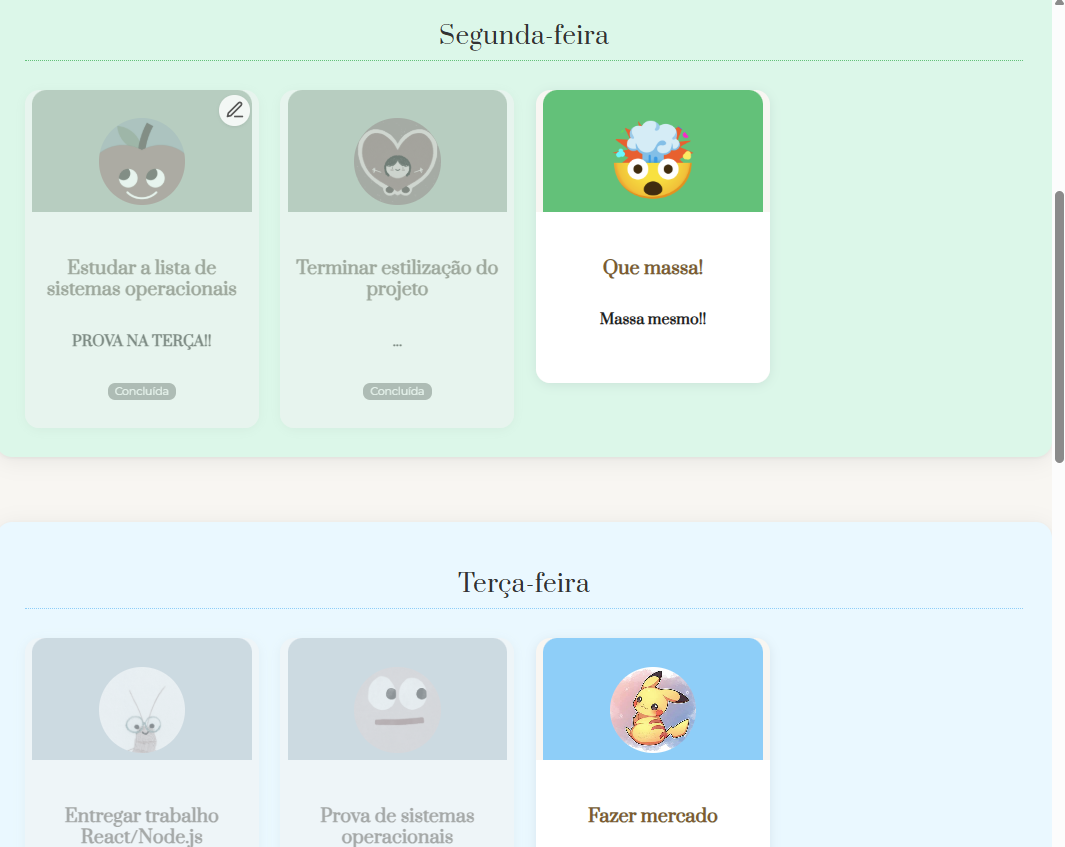 Segunda-feira
Estudar a lista de
sistemas operacionais
PROVA NA TERÇA!!
Concluída
Terminar estilização do
projeto
...
Concluída
Que massa!
Massa mesmo!!
Terça-feira
Entregar trabalho
React/Node.js
Prova de sistemas
operacionais
Fazer mercado